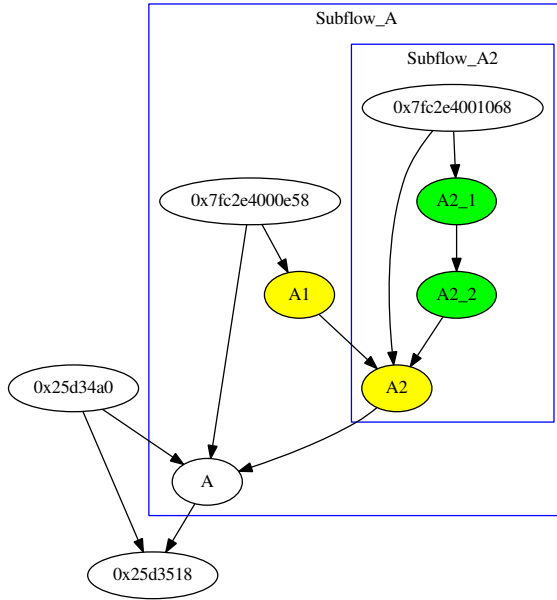 Subflow_A
Subflow_A2
0x7fc2e4001068
0x7fc2e4000e58
A2_1
A1
A2_2
0x25d34a0
A2
A
0x25d3518